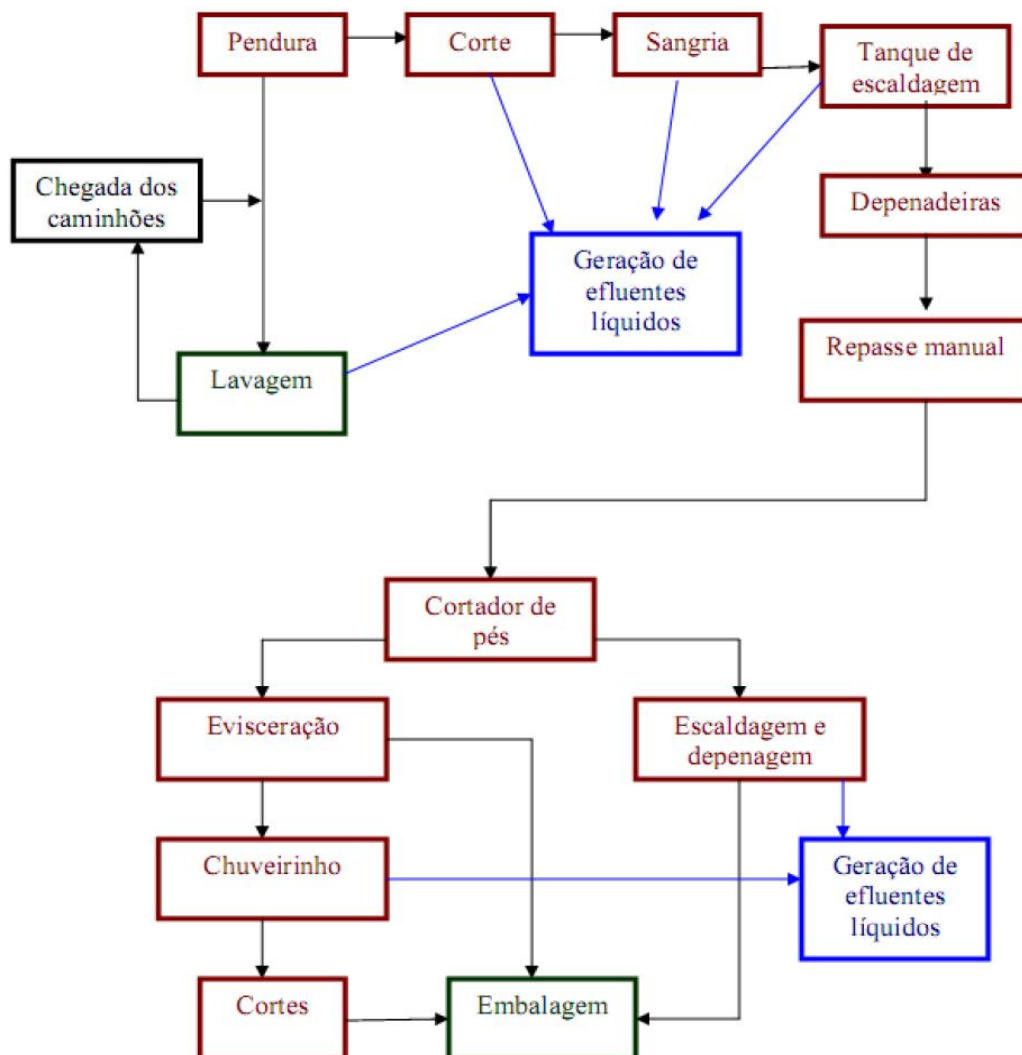 Pendura
Corte
Sangria
Tanque de
escaldagem
Chegada dos
caminhões
Depenadeiras
Geração de
efluentes
líquidos
Repasse manual
Lavagem
Cortador de
pés
Evisceração
Escaldagem e
depenagem
Chuveirinho
Geração de
efluentes
líquidos
Cortes
Embalagem